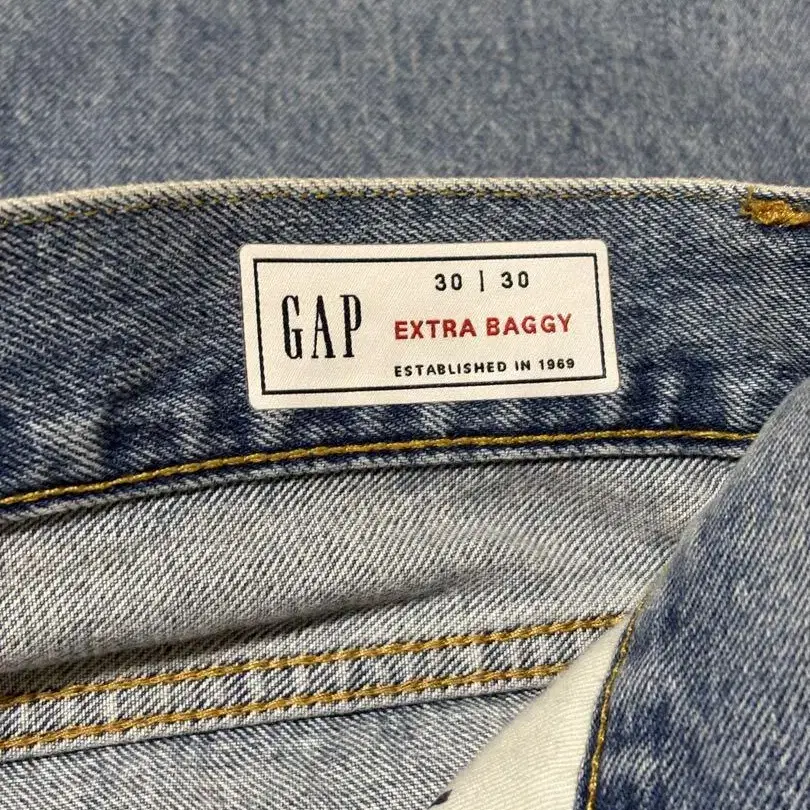 GAP
30 | 30
EXTRA BAGGY
ESTABLISHED IN 1969